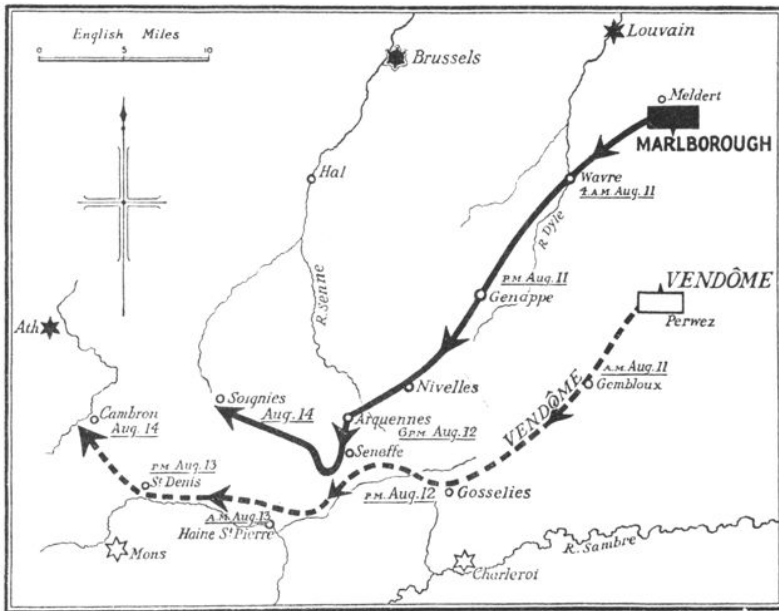 English Miles
0 5 10
Brussels
Louvain
Meldert
MARLBOROUGH
Hal
Wavre
4 A.M. Aug. 11
R. Dyle
R. Senne
P.M. Aug. 11
Genappe
VENDÔME
Perwez
Ath
A.M. Aug. 11
Gembloux
VENDÔME
Nivelles
Soignies
Aug. 14
Arquennes
6 P.M. Aug. 12
Cambron
Aug. 14
Seneffe
P.M. Aug. 13
St Denis
P.M. Aug. 12
Gosselies
A.M. Aug. 13
Haine St Pierre
Mons
Charleroi
R. Sambre